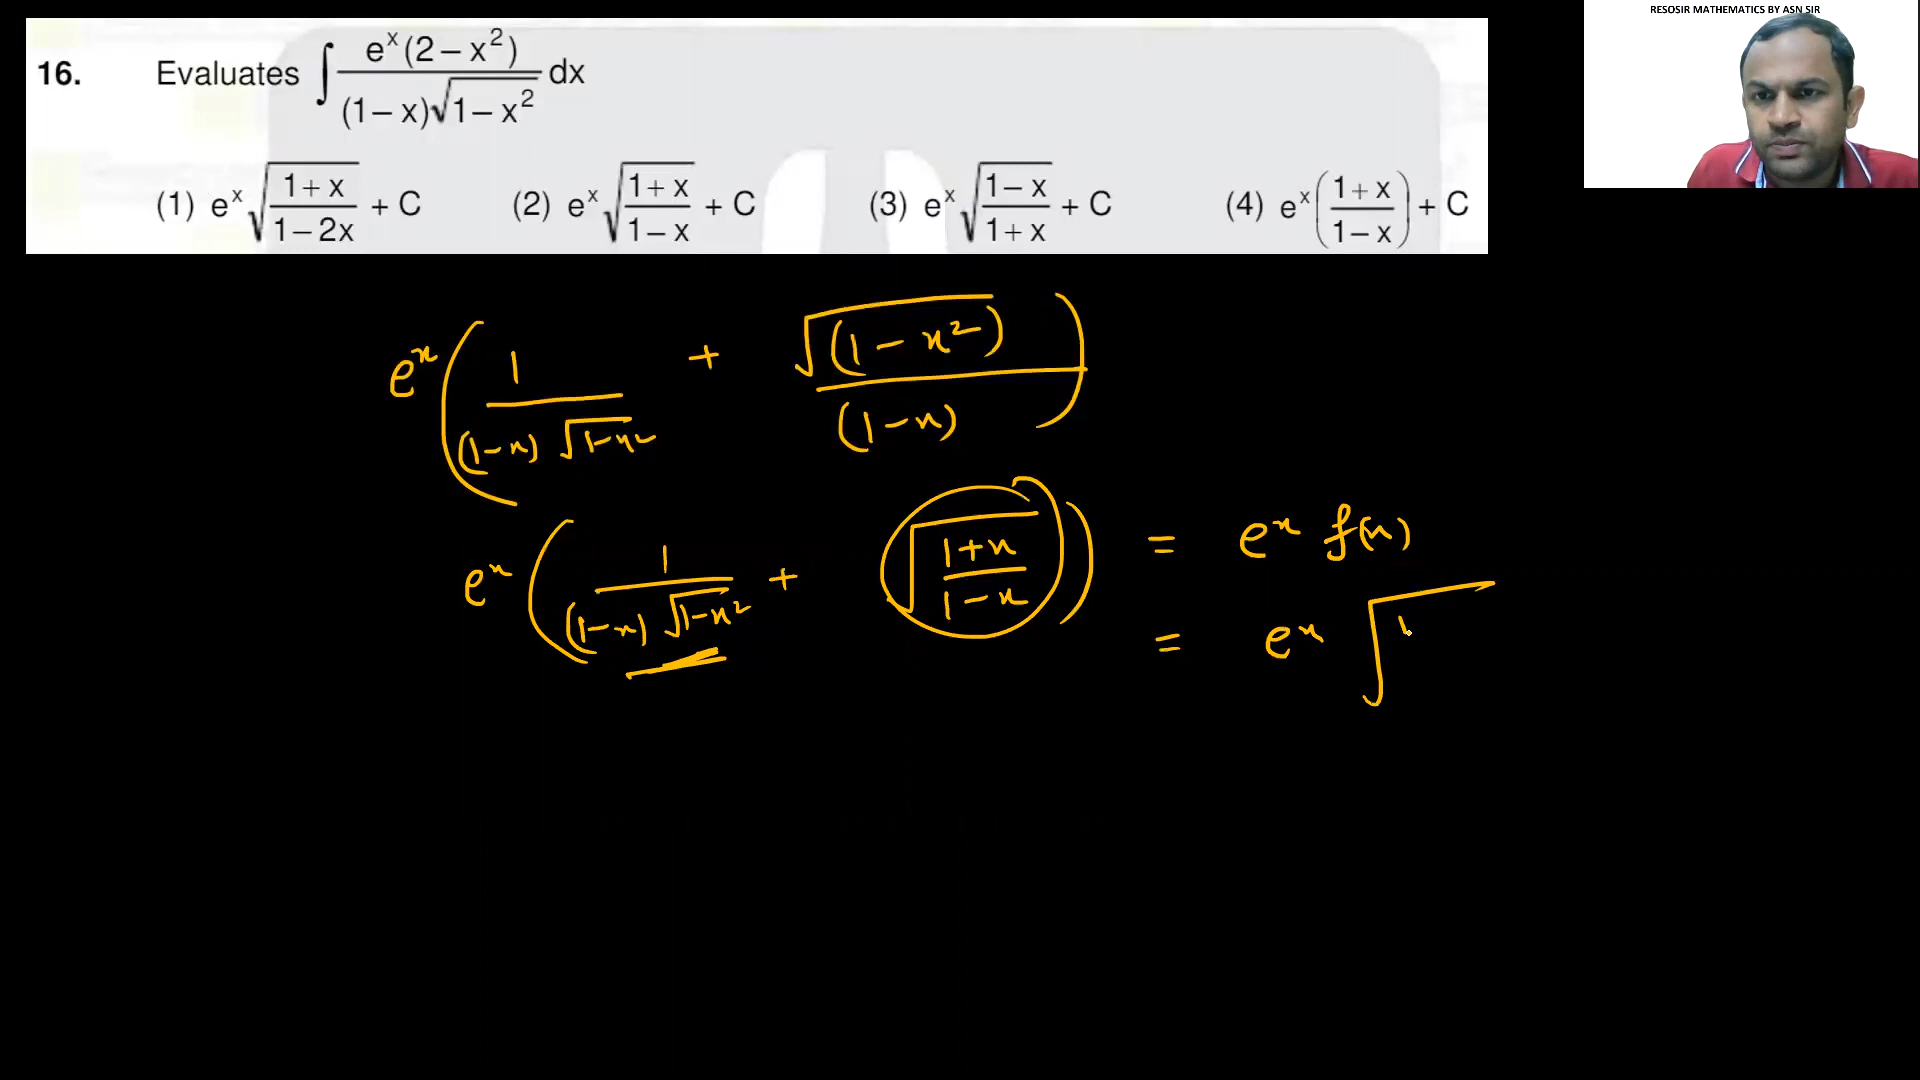 RESOSIR MATHEMATICS BY ASN SIR
16. Evaluates ∫ e^x(2 – x^2) / ((1 – x)√(1 – x^2)) dx
(1) e^x √((1 + x)/(1 – 2x)) + C (2) e^x √((1 + x)/(1 – x)) + C (3) e^x √((1 – x)/(1 + x)) + C (4) e^x ((1 + x)/(1 – x)) + C
e^x ( 1/((1-x)√(1-x^2)) + √(1-x^2)/(1-x) )
e^x ( 1/((1-x)√(1-x^2)) + √((1+x)/(1-x)) ) = e^x f(x)
= e^x √